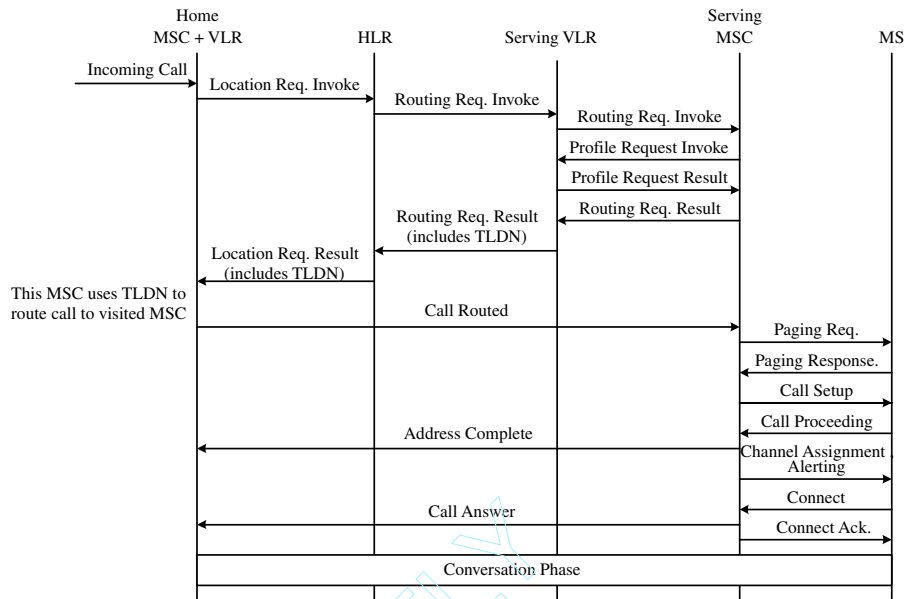 Home
MSC + VLR
HLR
Serving VLR
Serving
MSC
MS
Incoming Call
Location Req. Invoke
Routing Req. Invoke
Routing Req. Invoke
Profile Request Invoke
Profile Request Result
Routing Req. Result
Routing Req. Result
(includes TLDN)
Location Req. Result
(includes TLDN)
This MSC uses TLDN to
route call to visited MSC
Call Routed
Paging Req.
Paging Response.
Call Setup
Call Proceeding
Address Complete
Channel Assignment ,
Alerting
Connect
Call Answer
Connect Ack.
Conversation Phase